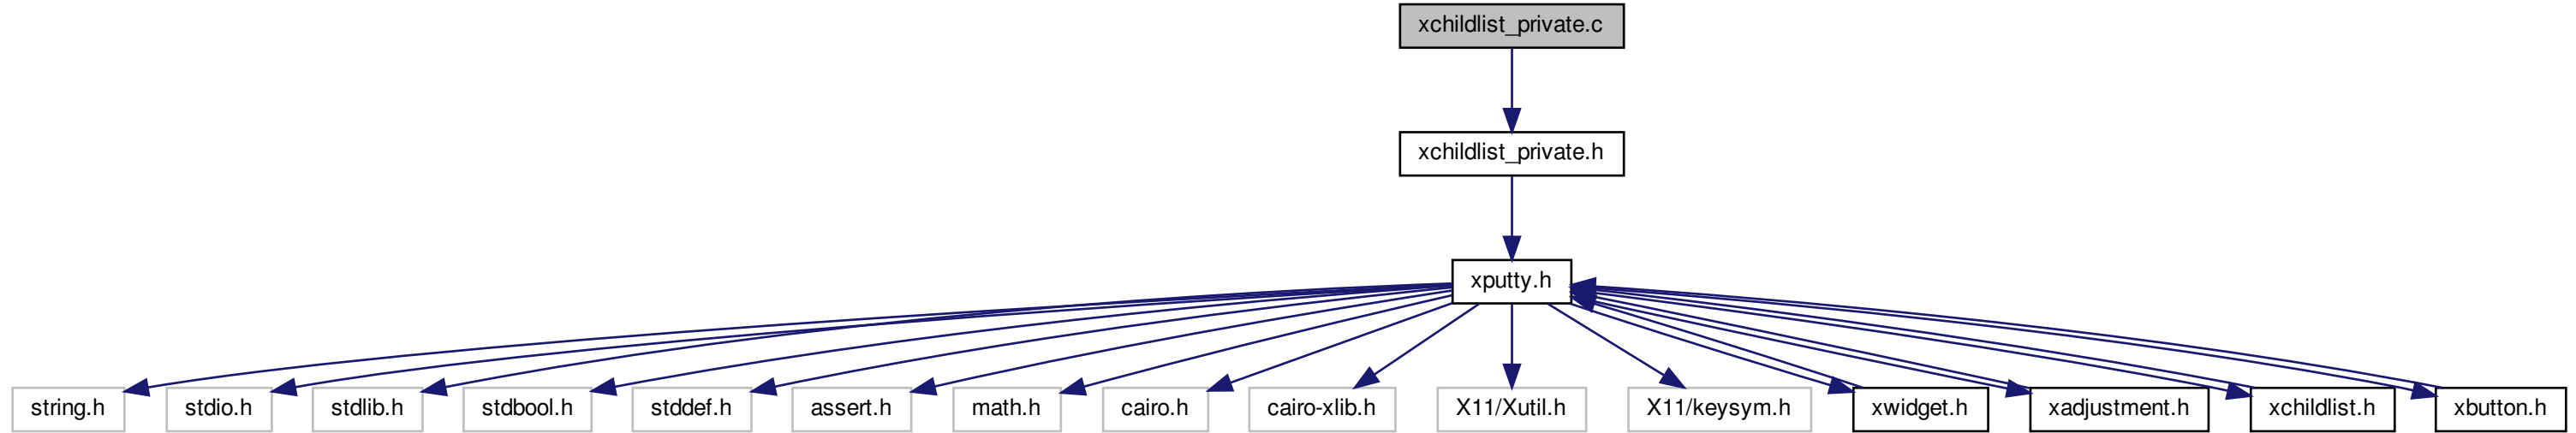 xchildlist_private.c
xchildlist_private.h
xputty.h
string.h
stdio.h
stdlib.h
stdbool.h
stddef.h
assert.h
math.h
cairo.h
cairo-xlib.h
X11/Xutil.h
X11/keysym.h
xwidget.h
xadjustment.h
xchildlist.h
xbutton.h